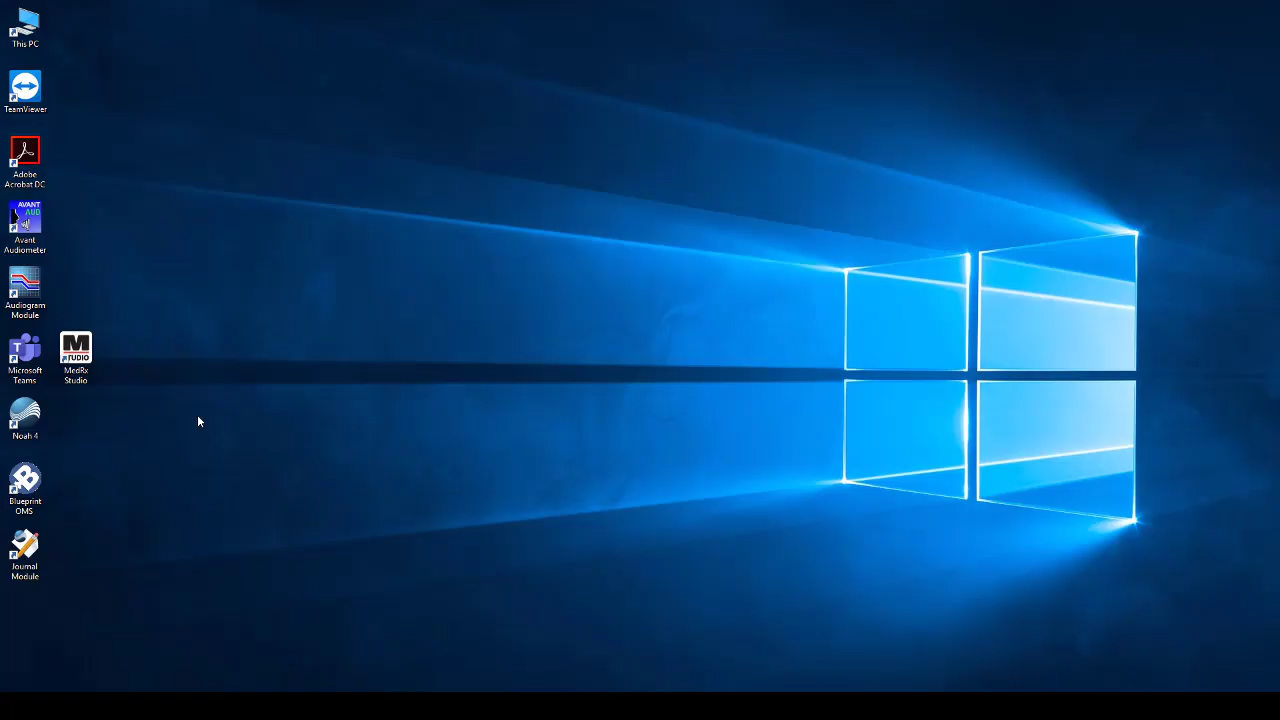 This PC
TeamViewer
Adobe
Acrobat DC
AVANT
AUD
Avant
Audiometer
Audiogram
Module
T
Microsoft
Teams
M
TUDIO
MedRx
Studio
Noah 4
B
Blueprint
OMS
Journal
Module